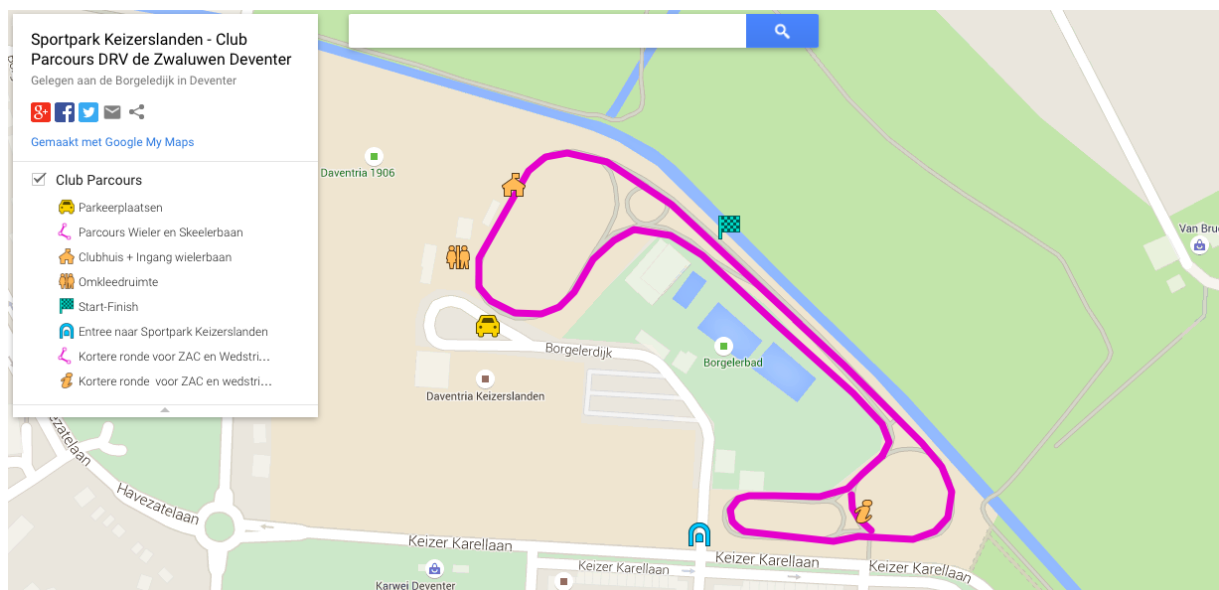 Sportpark Keizerslanden - Club
Parcours DRV de Zwaluwen Deventer
Gelegen aan de Borgeledijk in Deventer
Gemaakt met Google My Maps
Club Parcours
Parkeerplaatsen
Parcours Wieler en Skeelerbaan
Clubhuis + Ingang wielerbaan
Omkleedruimte
Start-Finish
Entree naar Sportpark Keizerslanden
Kortere ronde voor ZAC en Wedstri...
Kortere ronde voor ZAC en wedstri...
Daventria 1906
Van Bru
Borgelerdijk
Borgelerbad
Daventria Keizerslanden
Havezatelaan
Havezatelaan
Keizer Karellaan
Keizer Karellaan
Keizer Karellaan
Keizer Karellaan
Karwei Deventer